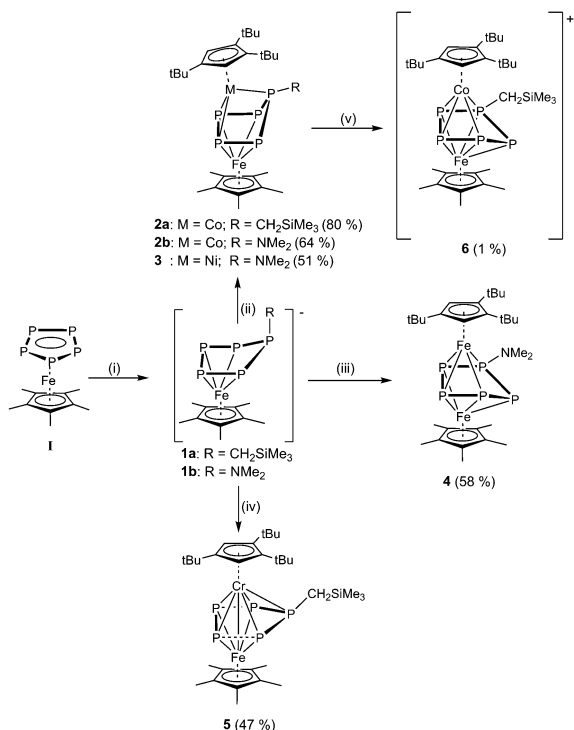 tBu
tBu
tBu
M
P
R
P
P
P
P
Fe
2a: M = Co; R = CH2SiMe3 (80 %)
2b: M = Co; R = NMe2 (64 %)
3 : M = Ni; R = NMe2 (51 %)
(v)
+
tBu
tBu
tBu
Co
CH2SiMe3
P
P
P
P
P
Fe
6 (1 %)
(ii)
P
P
P
P
P
Fe
I
(i)
-
R
P
P
P
P
P
Fe
1a: R = CH2SiMe3
1b: R = NMe2
(iii)
tBu
tBu
tBu
Fe
NMe2
P
P
P
P
P
Fe
4 (58 %)
(iv)
tBu
tBu
tBu
Cr
CH2SiMe3
P
P
P
P
P
Fe
5 (47 %)